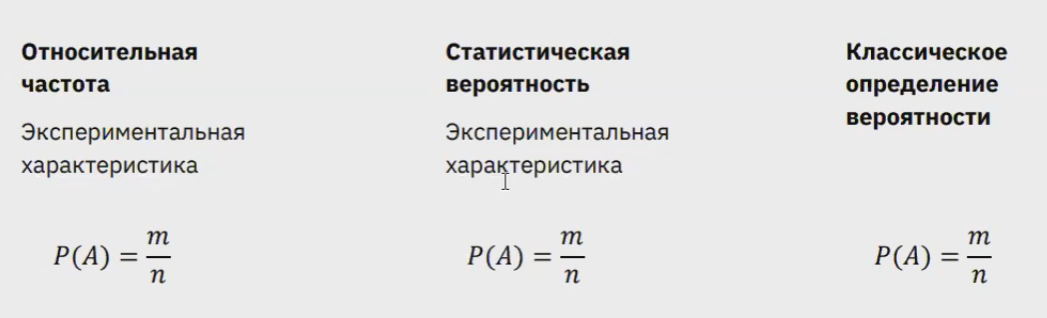 Относительная
частота
Экспериментальная
характеристика
P(A) = m/n
Статистическая
вероятность
Экспериментальная
характеристика
P(A) = m/n
Классическое
определение
вероятности
P(A) = m/n